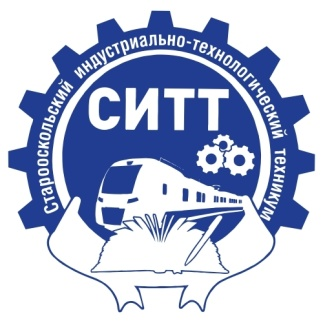 Старооскольский индустриально-технологический техникум
СИТТ